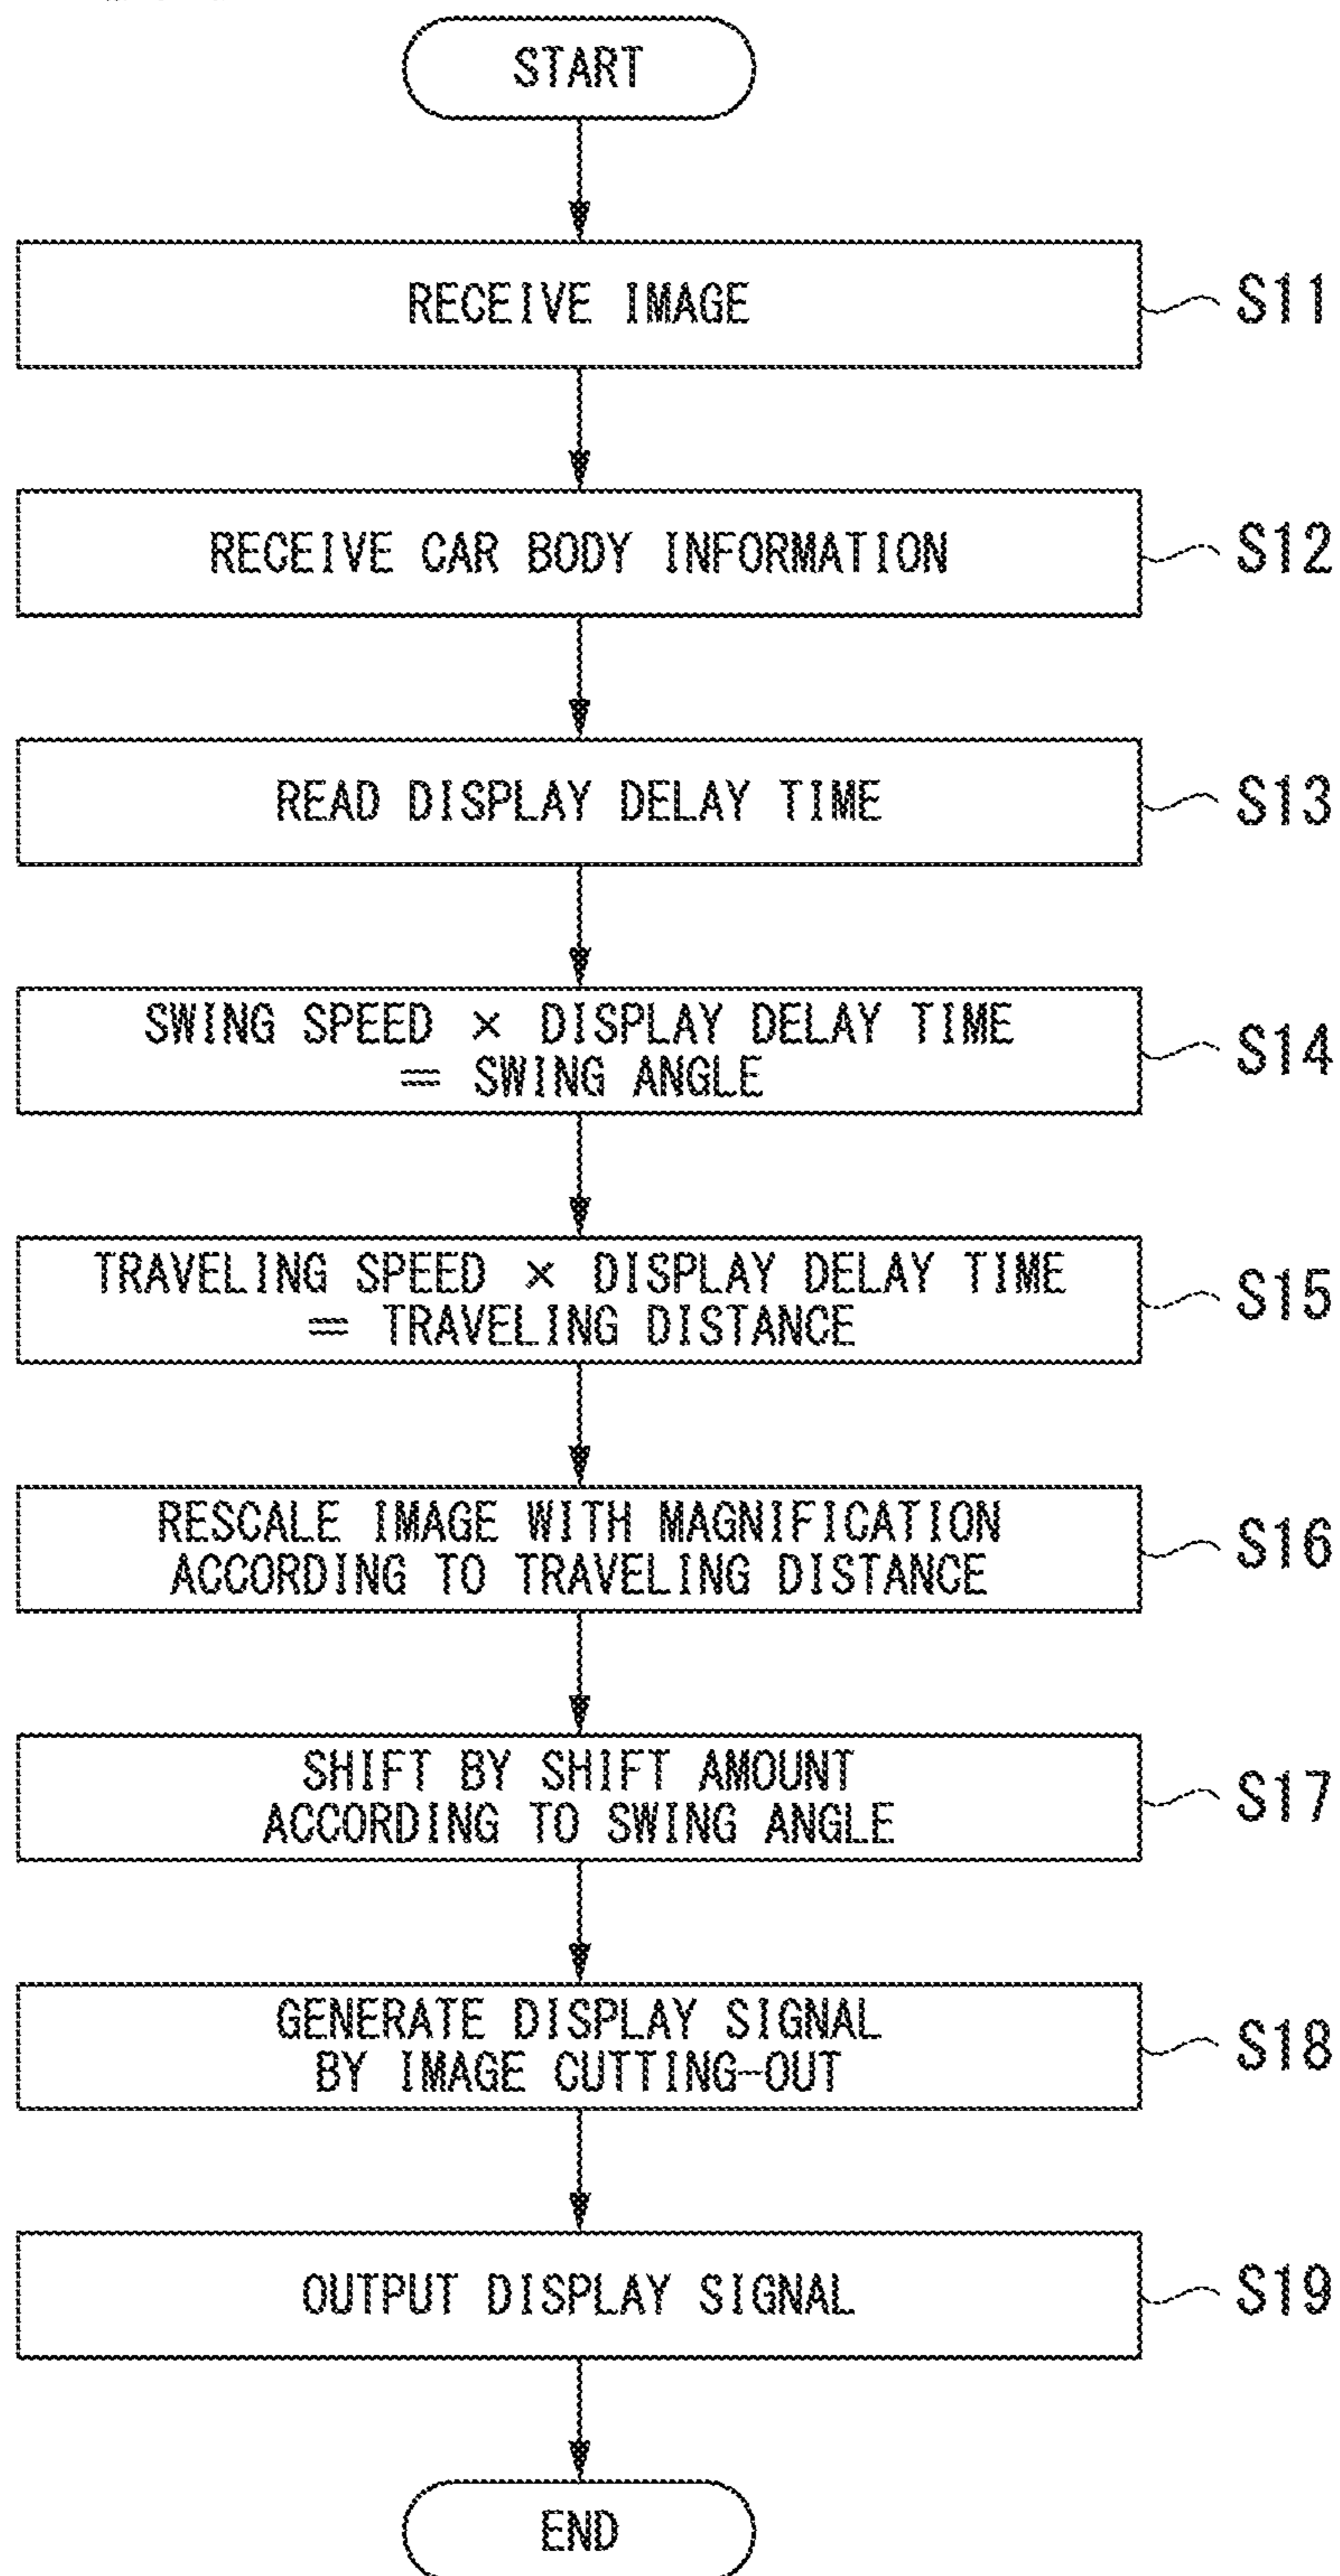 START
RECEIVE IMAGE
S11
RECEIVE CAR BODY INFORMATION
S12
READ DISPLAY DELAY TIME
S13
SWING SPEED × DISPLAY DELAY TIME
= SWING ANGLE
S14
TRAVELING SPEED × DISPLAY DELAY TIME
= TRAVELING DISTANCE
S15
RESCALE IMAGE WITH MAGNIFICATION
ACCORDING TO TRAVELING DISTANCE
S16
SHIFT BY SHIFT AMOUNT
ACCORDING TO SWING ANGLE
S17
GENERATE DISPLAY SIGNAL
BY IMAGE CUTTING-OUT
S18
OUTPUT DISPLAY SIGNAL
S19
END